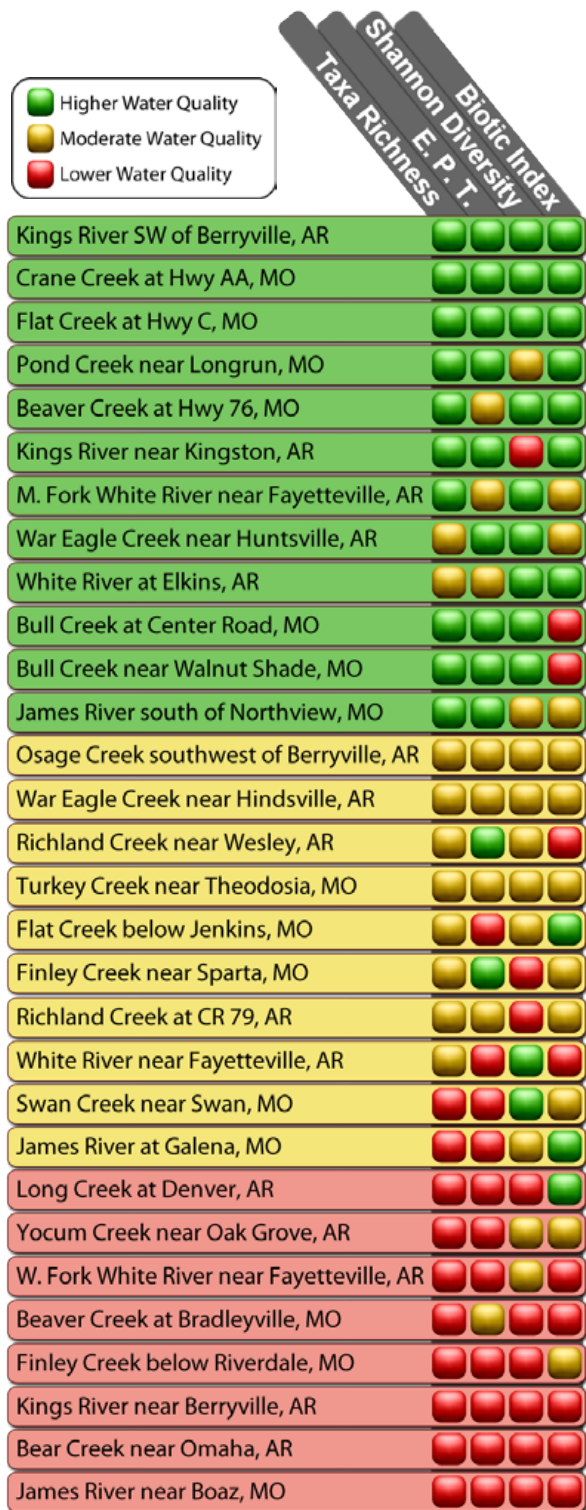 Taxa Richness
E. P. T.
Shannon Diversity
Biotic Index
Higher Water Quality
Moderate Water Quality
Lower Water Quality
Kings River SW of Berryville, AR
Crane Creek at Hwy AA, MO
Flat Creek at Hwy C, MO
Pond Creek near Longrun, MO
Beaver Creek at Hwy 76, MO
Kings River near Kingston, AR
M. Fork White River near Fayetteville, AR
War Eagle Creek near Huntsville, AR
White River at Elkins, AR
Bull Creek at Center Road, MO
Bull Creek near Walnut Shade, MO
James River south of Northview, MO
Osage Creek southwest of Berryville, AR
War Eagle Creek near Hindsville, AR
Richland Creek near Wesley, AR
Turkey Creek near Theodosia, MO
Flat Creek below Jenkins, MO
Finley Creek near Sparta, MO
Richland Creek at CR 79, AR
White River near Fayetteville, AR
Swan Creek near Swan, MO
James River at Galena, MO
Long Creek at Denver, AR
Yocum Creek near Oak Grove, AR
W. Fork White River near Fayetteville, AR
Beaver Creek at Bradleyville, MO
Finley Creek below Riverdale, MO
Kings River near Berryville, AR
Bear Creek near Omaha, AR
James River near Boaz, MO